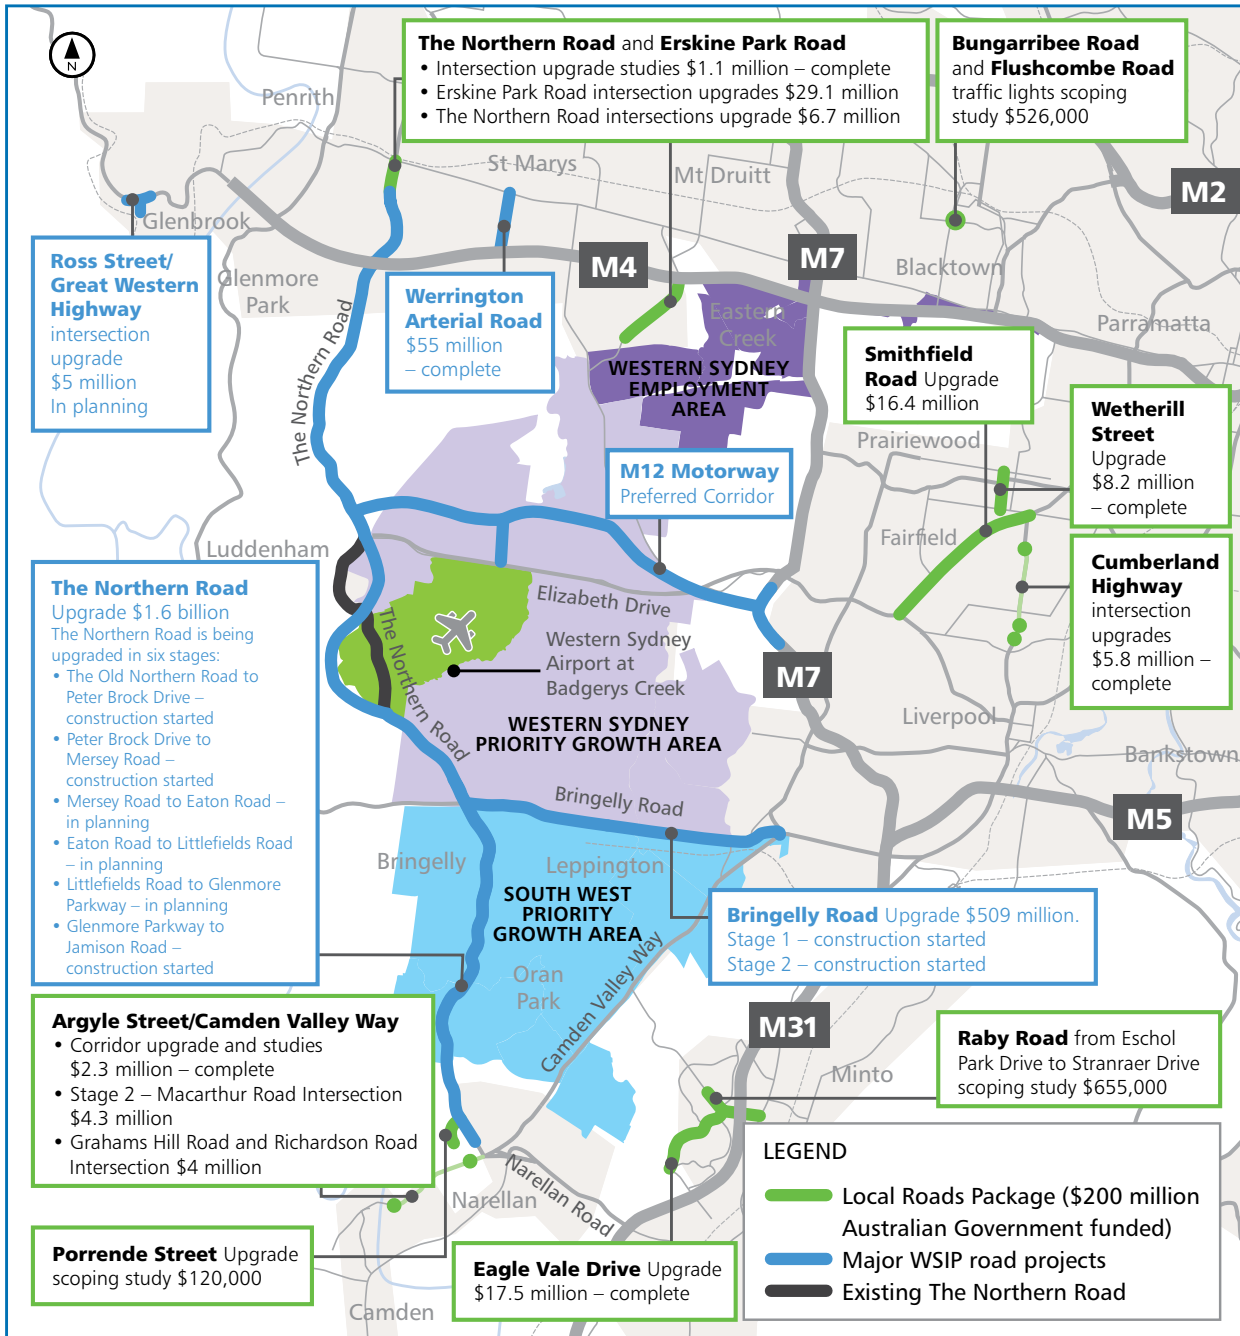 N
Penrith
The Northern Road and Erskine Park Road
• Intersection upgrade studies $1.1 million – complete
• Erskine Park Road intersection upgrades $29.1 million
• The Northern Road intersections upgrade $6.7 million
Bungarribee Road
and Flushcombe Road
traffic lights scoping
study $526,000
St Marys
Mt Druitt
M2
Glenbrook
Ross Street/
Great Western
Highway
intersection
upgrade
$5 million
In planning
Glenmore
Park
Werrington
Arterial Road
$55 million
– complete
M4
M7
Blacktown
Eastern
Creek
Parramatta
The Northern Road
WESTERN SYDNEY
EMPLOYMENT
AREA
Smithfield
Road Upgrade
$16.4 million
Wetherill
Street
Upgrade
$8.2 million
– complete
Prairiewood
M12 Motorway
Preferred Corridor
Fairfield
Luddenham
Cumberland
Highway
intersection
upgrades
$5.8 million –
complete
The Northern Road
Upgrade $1.6 billion
The Northern Road is being
upgraded in six stages:
• The Old Northern Road to
Peter Brock Drive –
construction started
• Peter Brock Drive to
Mersey Road –
construction started
• Mersey Road to Eaton Road –
in planning
• Eaton Road to Littlefields Road
– in planning
• Littlefields Road to Glenmore
Parkway – in planning
• Glenmore Parkway to
Jamison Road –
construction started
Elizabeth Drive
The Northern Road
Western Sydney
Airport at
Badgerys Creek
M7
Liverpool
WESTERN SYDNEY
PRIORITY GROWTH AREA
Bankstown
Bringelly Road
M5
Bringelly
Leppington
SOUTH WEST
PRIORITY
GROWTH AREA
Bringelly Road Upgrade $509 million.
Stage 1 – construction started
Stage 2 – construction started
Oran
Park
Camden Valley Way
M31
Argyle Street/Camden Valley Way
• Corridor upgrade and studies
$2.3 million – complete
• Stage 2 – Macarthur Road Intersection
$4.3 million
• Grahams Hill Road and Richardson Road
Intersection $4 million
Minto
Raby Road from Eschol
Park Drive to Stranraer Drive
scoping study $655,000
Narellan
Narellan Road
Porrende Street Upgrade
scoping study $120,000
Camden
Eagle Vale Drive Upgrade
$17.5 million – complete
LEGEND
Local Roads Package ($200 million
Australian Government funded)
Major WSIP road projects
Existing The Northern Road